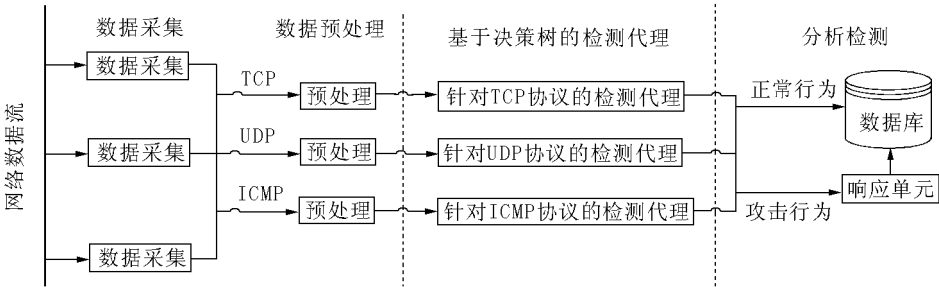 数据采集
数据预处理
基于决策树的检测代理
分析检测
网络数据流
数据采集
数据采集
数据采集
TCP
UDP
ICMP
预处理
预处理
预处理
针对TCP协议的检测代理
针对UDP协议的检测代理
针对ICMP协议的检测代理
正常行为
攻击行为
数据库
响应单元